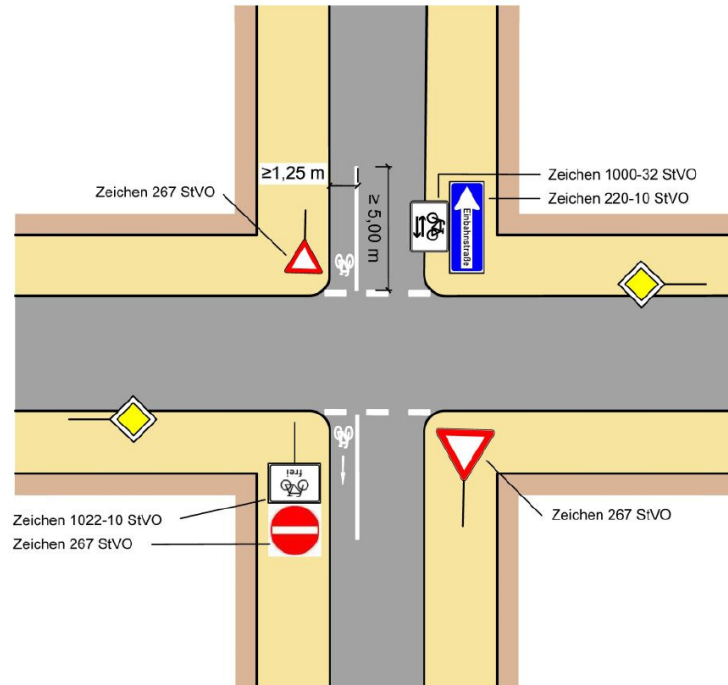 ≥1,25 m
Zeichen 267 StVO
≥ 5,00 m
Zeichen 1000-32 StVO
Zeichen 220-10 StVO
Einbahnstraße
frei
Zeichen 1022-10 StVO
Zeichen 267 StVO
Zeichen 267 StVO